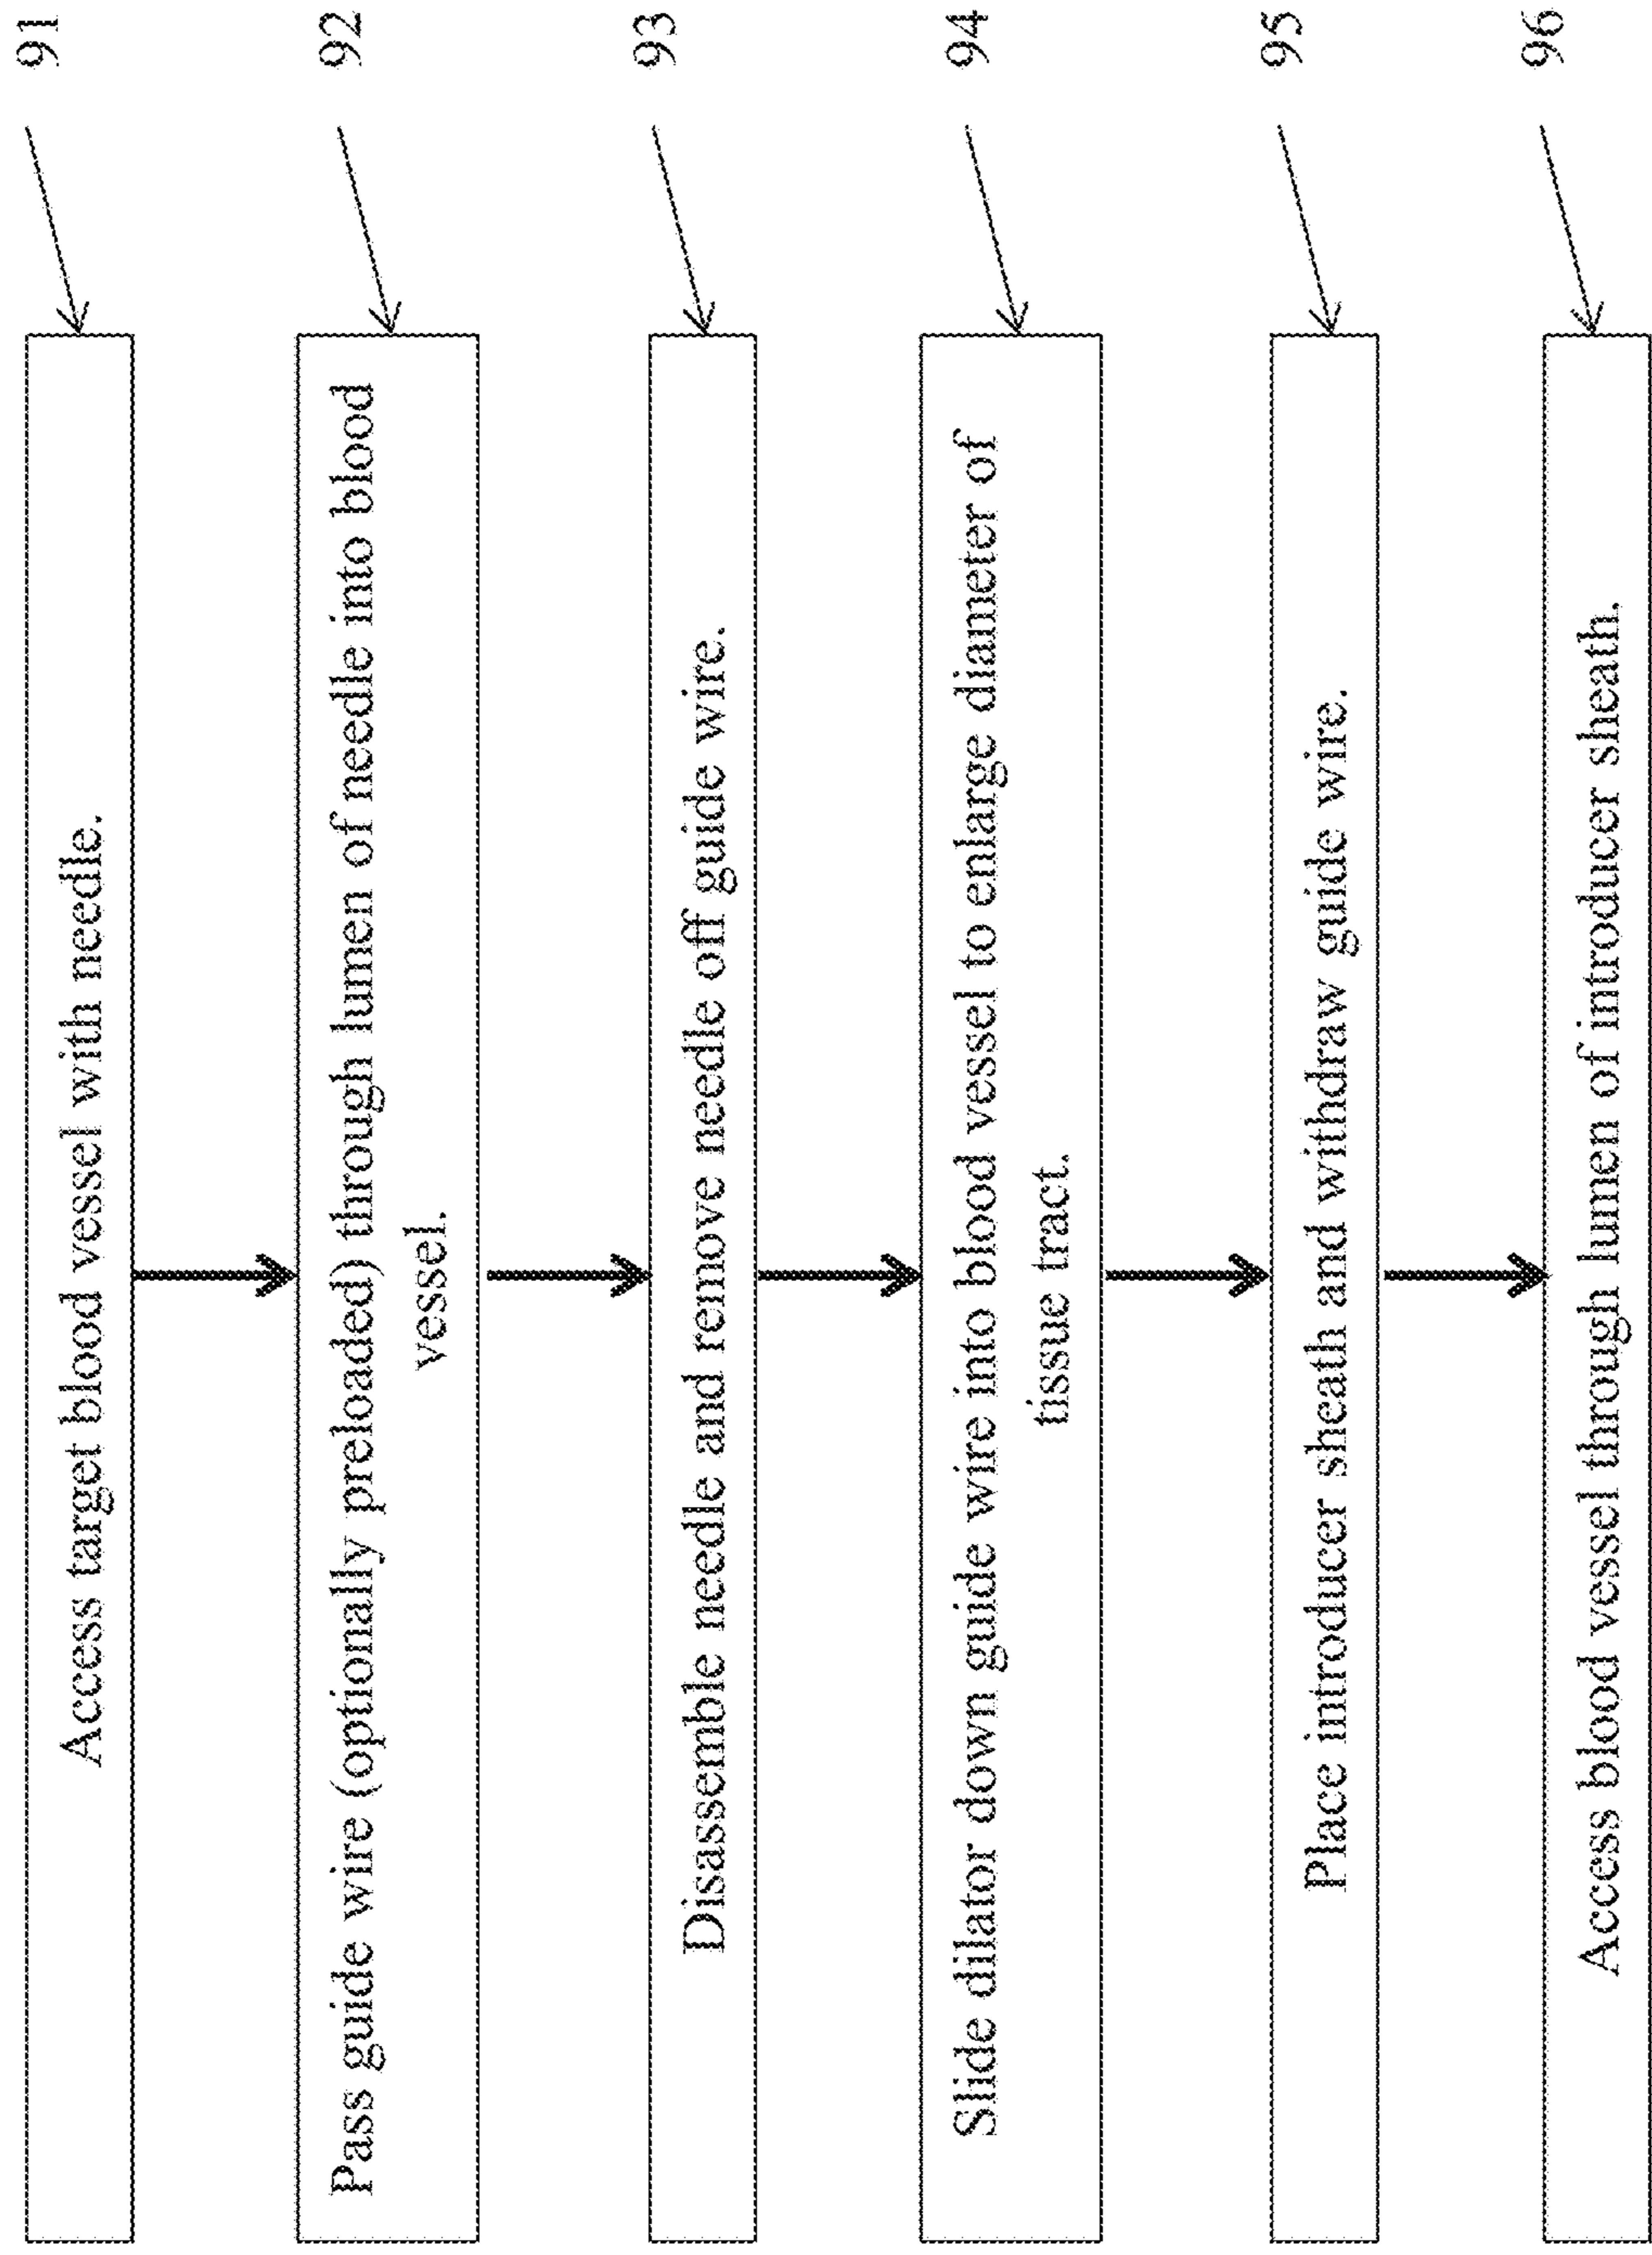 Access target blood vessel with needle.
91
Pass guide wire (optionally preloaded) through lumen of needle into blood
vessel.
92
Disassemble needle and remove needle off guide wire.
93
Slide dilator down guide wire into blood vessel to enlarge diameter of
tissue tract.
94
Place introducer sheath and withdraw guide wire.
95
Access blood vessel through lumen of introducer sheath.
96